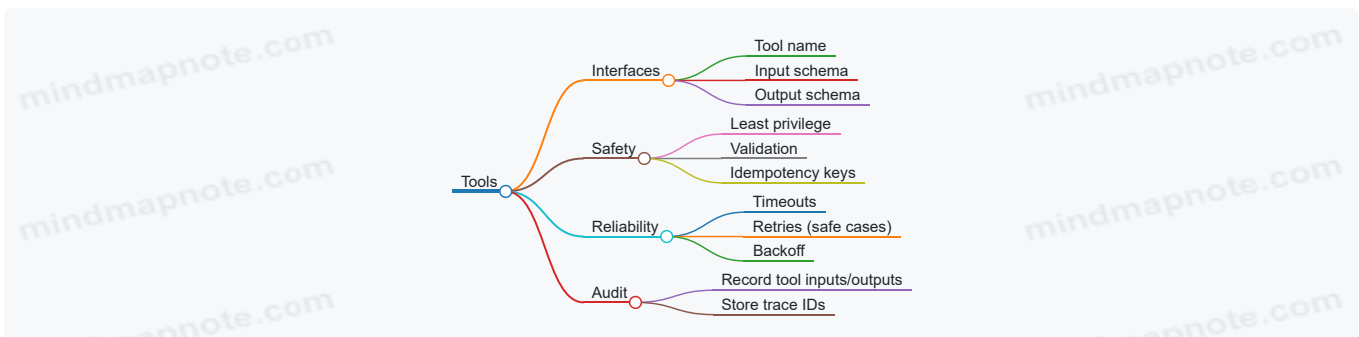 mindmapnote.com
mindmapnote.com
Tools
Interfaces
Tool name
Input schema
Output schema
Safety
Least privilege
Validation
Idempotency keys
Reliability
Timeouts
Retries (safe cases)
Backoff
Audit
Record tool inputs/outputs
Store trace IDs
mindmapnote.com
mindmapnote.com
mindmapnote.com
mapnote.com